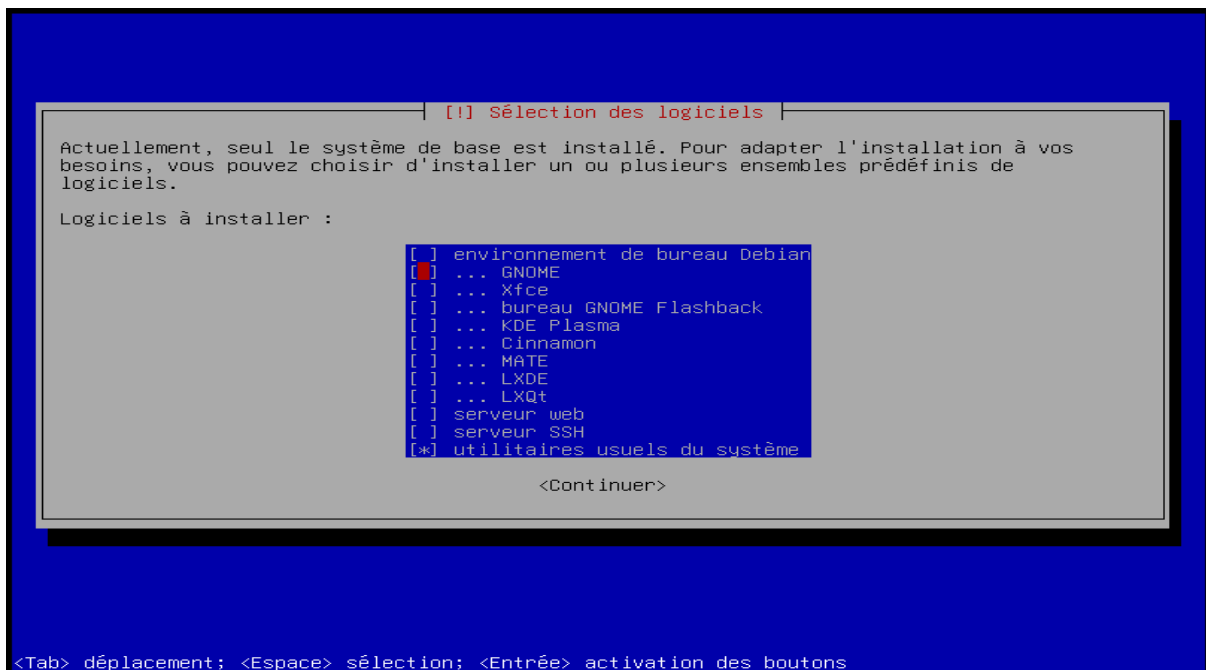 [!] Sélection des logiciels
Actuellement, seul le système de base est installé. Pour adapter l'installation à vos
besoins, vous pouvez choisir d'installer un ou plusieurs ensembles prédéfinis de
logiciels.
Logiciels à installer :
[ ] environnement de bureau Debian
[ ] ... GNOME
[ ] ... Xfce
[ ] ... bureau GNOME Flashback
[ ] ... KDE Plasma
[ ] ... Cinnamon
[ ] ... MATE
[ ] ... LXDE
[ ] ... LXQt
[ ] serveur web
[ ] serveur SSH
[*] utilitaires usuels du système
<Continuer>
<Tab> déplacement; <Espace> sélection; <Entrée> activation des boutons